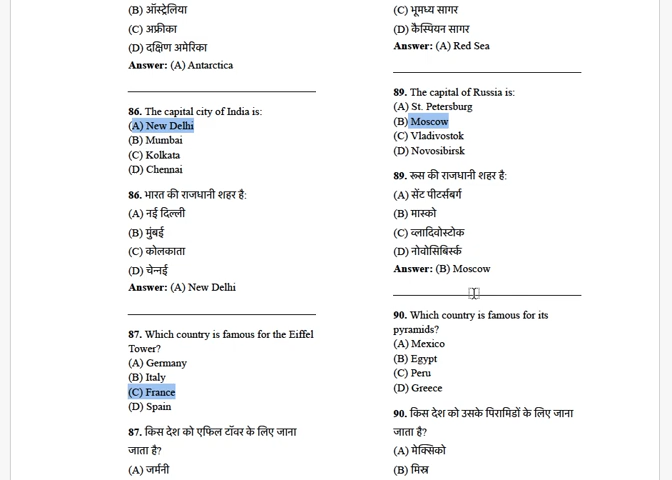 (B) ऑस्ट्रेलिया
(C) अफ्रीका
(D) दक्षिण अमेरिका
Answer: (A) Antarctica
86. The capital city of India is:
(A) New Delhi
(B) Mumbai
(C) Kolkata
(D) Chennai
86. भारत की राजधानी शहर है:
(A) नई दिल्ली
(B) मुंबई
(C) कोलकाता
(D) चेन्नई
Answer: (A) New Delhi
87. Which country is famous for the Eiffel
Tower?
(A) Germany
(B) Italy
(C) France
(D) Spain
87. किस देश को एफिल टॉवर के लिए जाना
जाता है?
(A) जर्मनी
(C) भूमध्य सागर
(D) कैस्पियन सागर
Answer: (A) Red Sea
89. The capital of Russia is:
(A) St. Petersburg
(B) Moscow
(C) Vladivostok
(D) Novosibirsk
89. रूस की राजधानी शहर है:
(A) सेंट पीटर्सबर्ग
(B) मास्को
(C) व्लादिवोस्टोक
(D) नोवोसिबिर्स्क
Answer: (B) Moscow
90. Which country is famous for its
pyramids?
(A) Mexico
(B) Egypt
(C) Peru
(D) Greece
90. किस देश को उसके पिरामिडों के लिए जाना
जाता है?
(A) मेक्सिको
(B) मिस्र